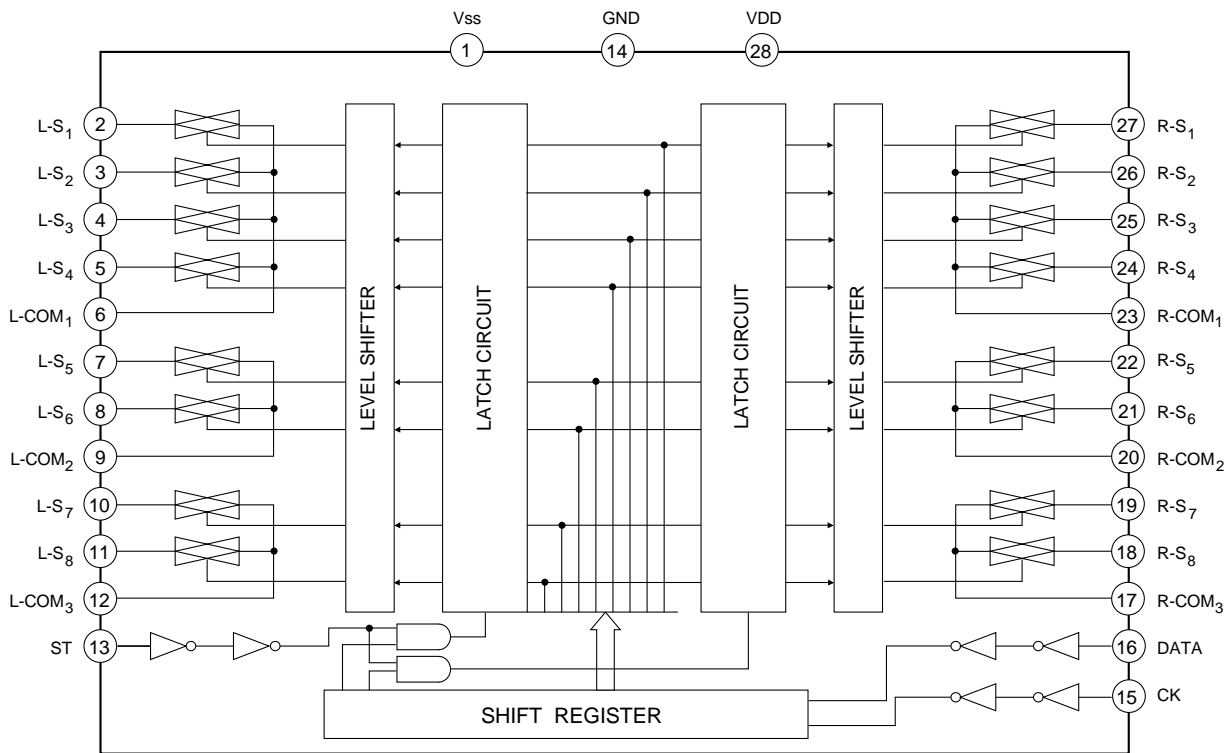 Vss GND VDD
1 14 28
L-S1 2 27 R-S1
L-S2 3 26 R-S2
L-S3 4 25 R-S3
L-S4 5 24 R-S4
L-COM1 6 23 R-COM1
L-S5 7 22 R-S5
L-S6 8 21 R-S6
L-COM2 9 20 R-COM2
L-S7 10 19 R-S7
L-S8 11 18 R-S8
L-COM3 12 17 R-COM3
LEVEL SHIFTER
LATCH CIRCUIT
LATCH CIRCUIT
LEVEL SHIFTER
ST 13 16 DATA
15 CK
SHIFT REGISTER